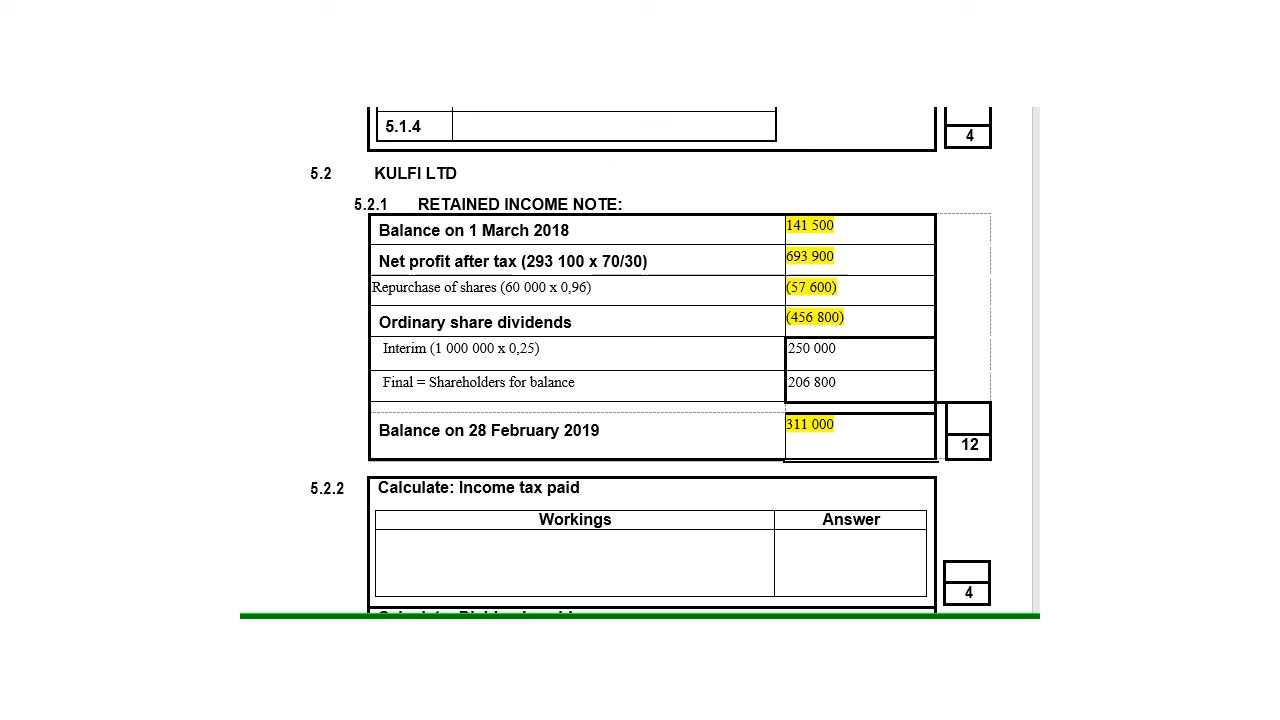 5.1.4
4
5.2 KULFI LTD
5.2.1 RETAINED INCOME NOTE:
Balance on 1 March 2018 141 500
Net profit after tax (293 100 x 70/30) 693 900
Repurchase of shares (60 000 x 0,96) (57 600)
Ordinary share dividends (456 800)
Interim (1 000 000 x 0,25) 250 000
Final = Shareholders for balance 206 800
Balance on 28 February 2019 311 000
12
5.2.2 Calculate: Income tax paid
Workings Answer
4